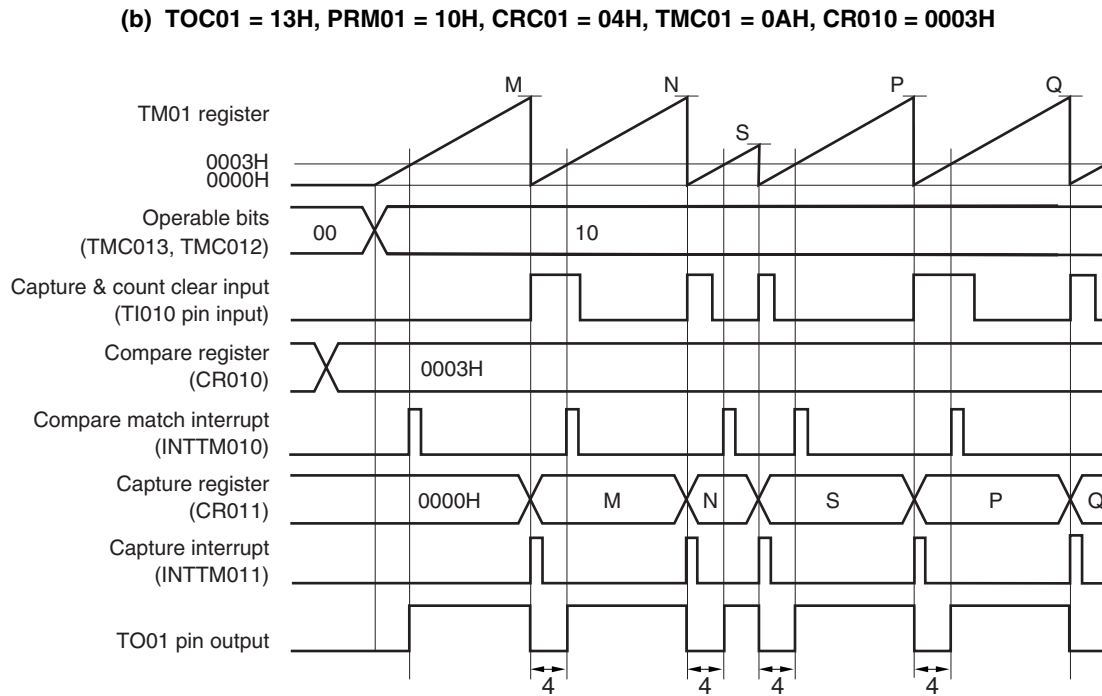 (b) TOC01 = 13H, PRM01 = 10H, CRC01 = 04H, TMC01 = 0AH, CR010 = 0003H
M N S P Q
TM01 register
0003H
0000H
Operable bits
(TMC013, TMC012)
00 10
Capture & count clear input
(TI010 pin input)
Compare register
(CR010)
0003H
Compare match interrupt
(INTTM010)
Capture register
(CR011)
0000H M N S P Q
Capture interrupt
(INTTM011)
TO01 pin output
4 4 4 4